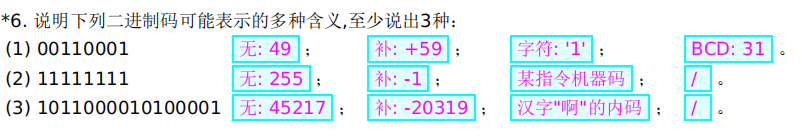 *6. 说明下列二进制码可能表示的多种含义,至少说出3种：
(1) 00110001 无: 49 ； 补: +59 ； 字符: '1' ； BCD: 31 。
(2) 11111111 无: 255 ； 补: -1 ； 某指令机器码 ； / 。
(3) 1011000010100001 无: 45217 ； 补: -20319 ； 汉字"啊"的内码 ； / 。